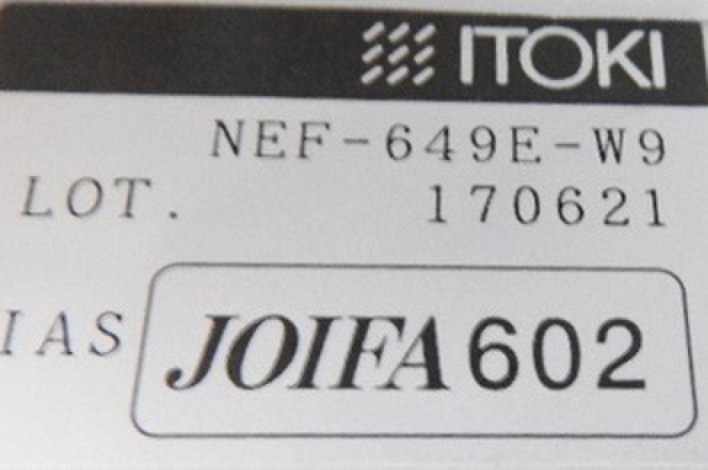 ITOKI
NEF-649E-W9
LOT. 170621
IAS JOIFA602